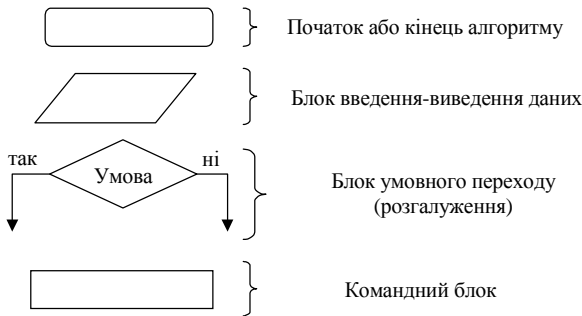 Початок або кінець алгоритму
Блок введення-виведення даних
так
ні
Умова
Блок умовного переходу
(розгалуження)
Командний блок